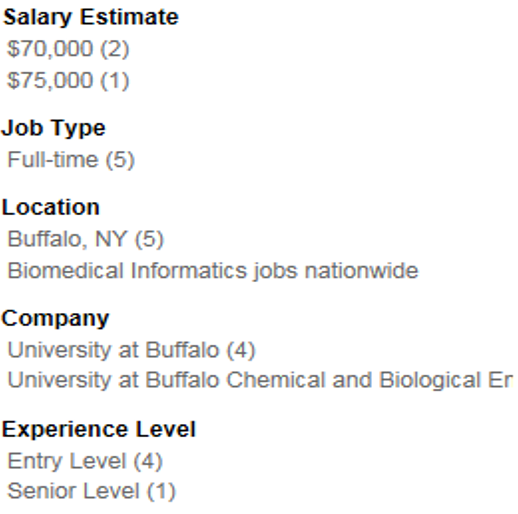 Salary Estimate
$70,000 (2)
$75,000 (1)
Job Type
Full-time (5)
Location
Buffalo, NY (5)
Biomedical Informatics jobs nationwide
Company
University at Buffalo (4)
University at Buffalo Chemical and Biological
Experience Level
Entry Level (4)
Senior Level (1)